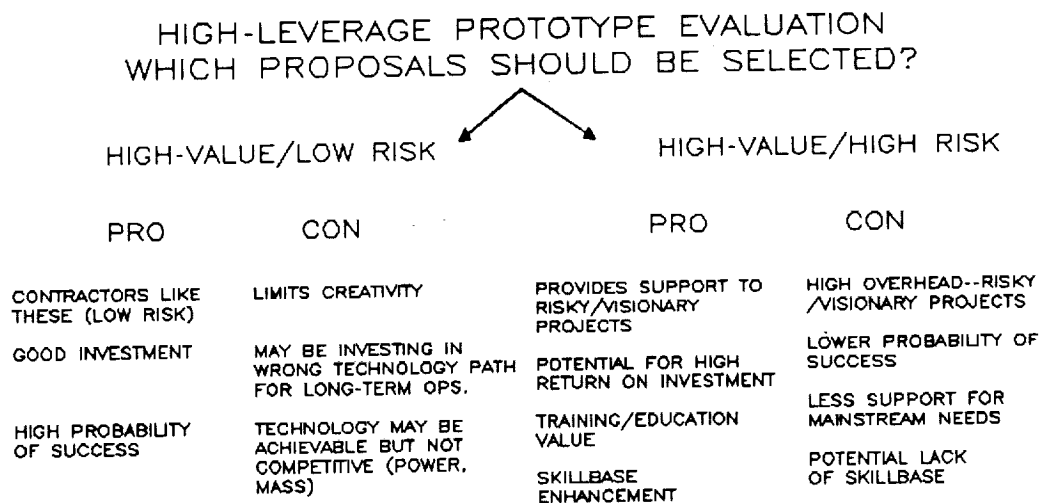 HIGH-LEVERAGE PROTOTYPE EVALUATION
WHICH PROPOSALS SHOULD BE SELECTED?
HIGH-VALUE/LOW RISK
HIGH-VALUE/HIGH RISK
PRO
CON
PRO
CON
CONTRACTORS LIKE
THESE (LOW RISK)
GOOD INVESTMENT
HIGH PROBABILITY
OF SUCCESS
LIMITS CREATIVITY
MAY BE INVESTING IN
WRONG TECHNOLOGY PATH
FOR LONG-TERM OPS.
TECHNOLOGY MAY BE
ACHIEVABLE BUT NOT
COMPETITIVE (POWER,
MASS)
PROVIDES SUPPORT TO
RISKY/VISIONARY
PROJECTS
POTENTIAL FOR HIGH
RETURN ON INVESTMENT
TRAINING/EDUCATION
VALUE
SKILLBASE
ENHANCEMENT
HIGH OVERHEAD--RISKY
/VISIONARY PROJECTS
LOWER PROBABILITY OF
SUCCESS
LESS SUPPORT FOR
MAINSTREAM NEEDS
POTENTIAL LACK
OF SKILLBASE